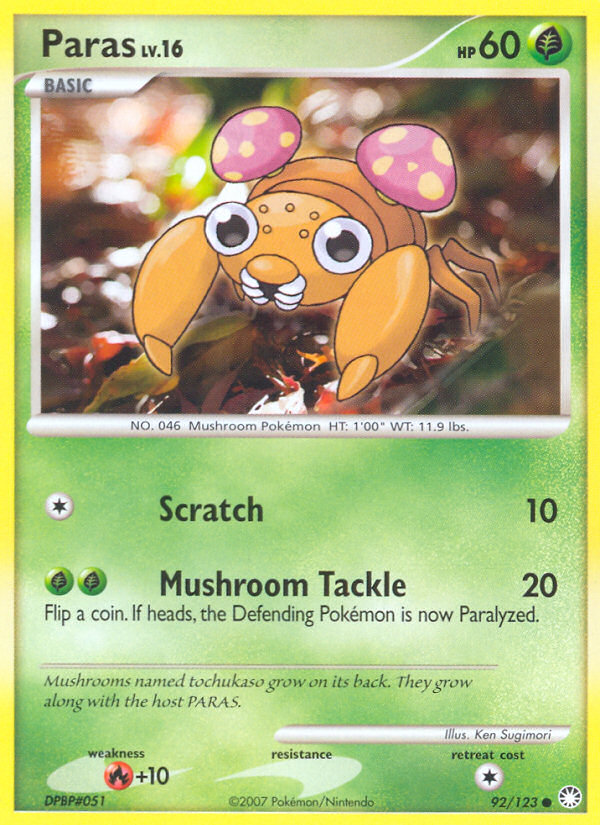 Paras LV.16
HP 60
BASIC
NO. 046 Mushroom Pokémon HT: 1'00" WT: 11.9 lbs.
Scratch 10
Mushroom Tackle 20
Flip a coin. If heads, the Defending Pokémon is now Paralyzed.
Mushrooms named tochukaso grow on its back. They grow
along with the host PARAS.
Illus. Ken Sugimori
weakness resistance retreat cost
+10
DPBP#051 ©2007 Pokémon/Nintendo 92/123